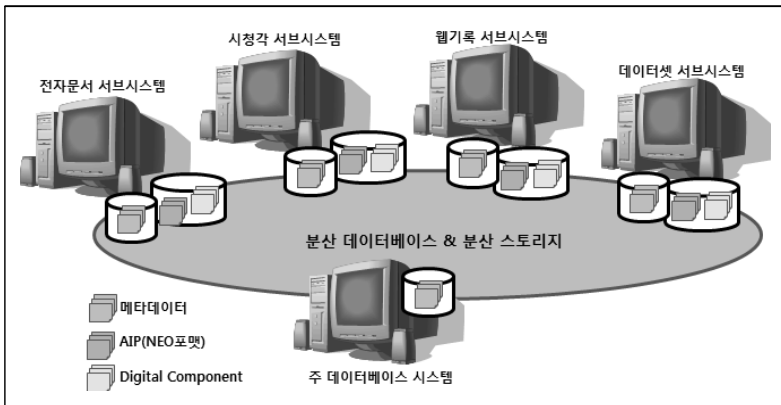 시청각 서브시스템
웹기록 서브시스템
전자문서 서브시스템
데이터셋 서브시스템
분산 데이터베이스 & 분산 스토리지
메타데이터
AIP(NEO포맷)
Digital Component
주 데이터베이스 시스템